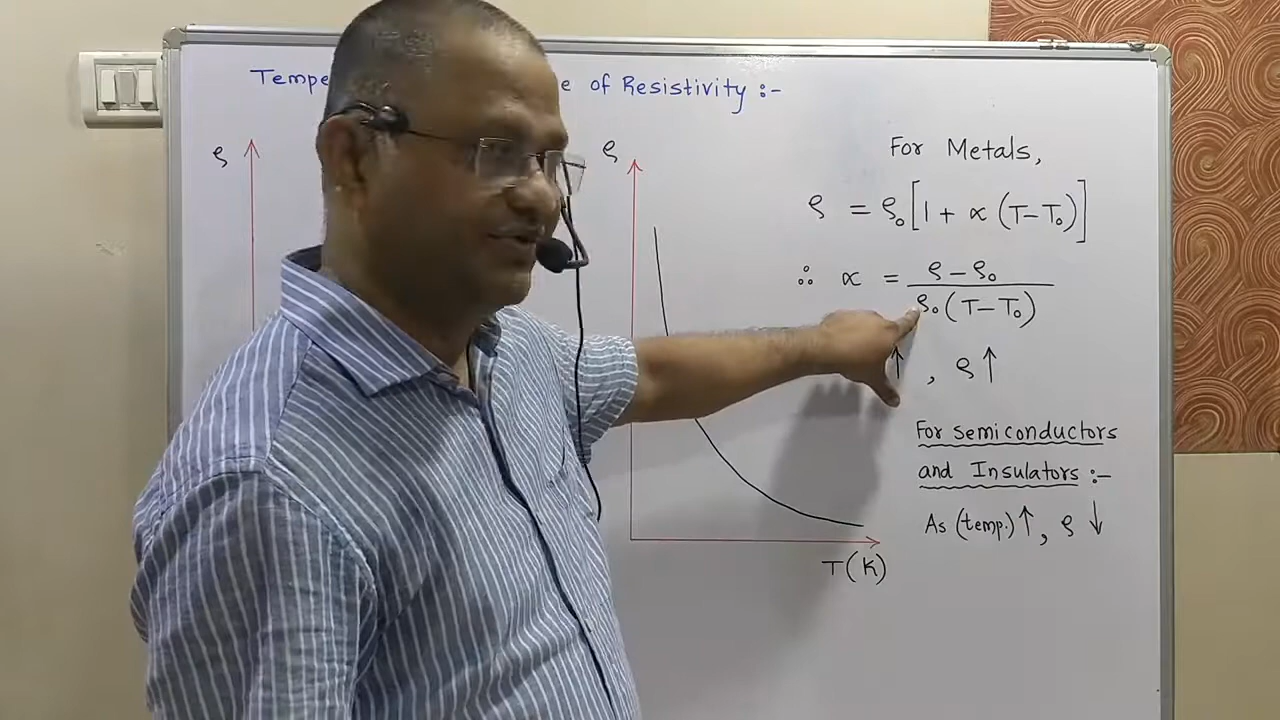 Tempe e of Resistivity :-
ρ
ρ
For Metals,
ρ = ρ₀[1 + α (T–T₀)]
∴ α = ρ – ρ₀ / ρ₀(T–T₀)
↑ , ρ ↑
For semiconductors
and Insulators :-
As (temp.)↑, ρ ↓
T(K)